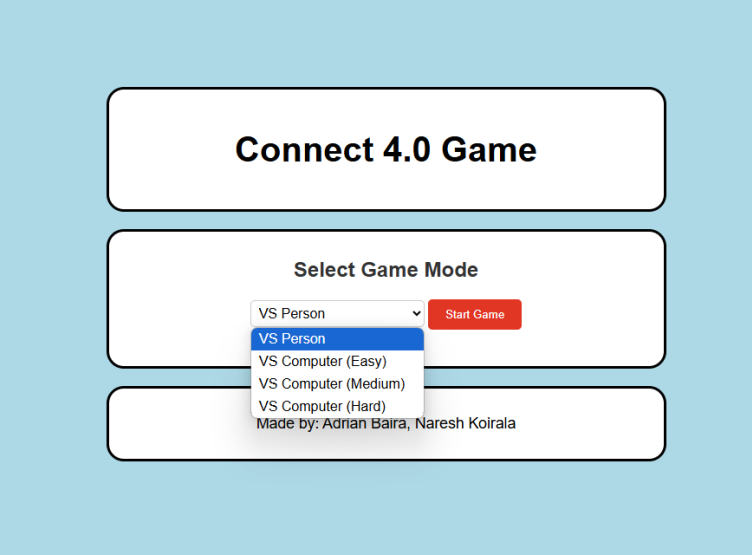 Connect 4.0 Game
Select Game Mode
VS Person
Start Game
VS Person
VS Computer (Easy)
VS Computer (Medium)
VS Computer (Hard)
Made by: Adrian Baira, Naresh Koirala